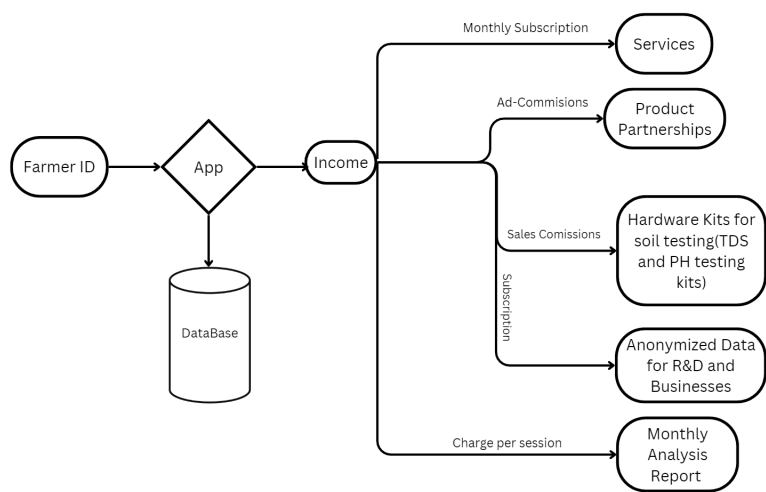 Monthly Subscription
Services
Ad-Commisions
Product
Partnerships
Farmer ID
App
Income
Hardware Kits for
soil testing(TDS
and PH testing
kits)
Sales Comissions
Subscription
DataBase
Anonymized Data
for R&D and
Businesses
Charge per session
Monthly
Analysis
Report